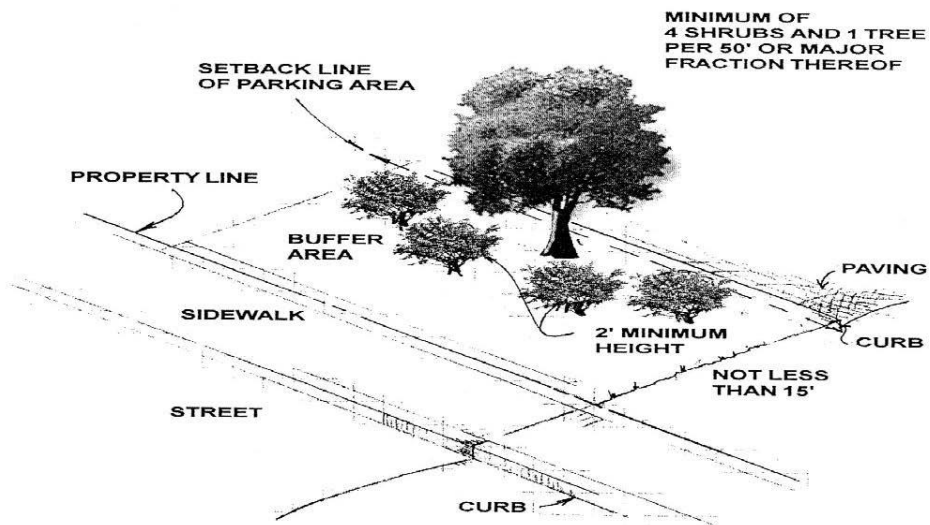 MINIMUM OF
4 SHRUBS AND 1 TREE
PER 50' OR MAJOR
FRACTION THEREOF
SETBACK LINE
OF PARKING AREA
PROPERTY LINE
BUFFER
AREA
PAVING
SIDEWALK
2' MINIMUM
HEIGHT
CURB
NOT LESS
THAN 15'
STREET
CURB